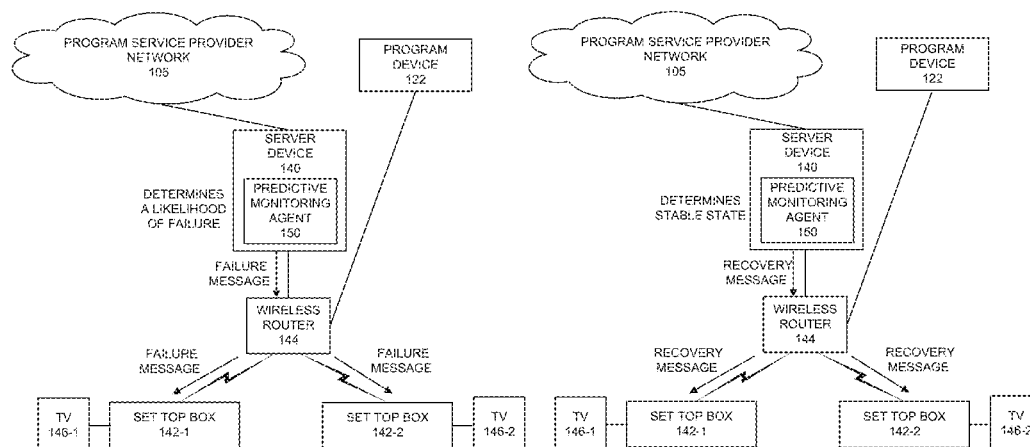 PROGRAM SERVICE PROVIDER
NETWORK
105
PROGRAM
DEVICE
122
SERVER
DEVICE
140
DETERMINES
A LIKELIHOOD
OF FAILURE
PREDICTIVE
MONITORING
AGENT
150
FAILURE
MESSAGE
WIRELESS
ROUTER
144
FAILURE
MESSAGE
FAILURE
MESSAGE
TV
146-1
SET TOP BOX
142-1
SET TOP BOX
142-2
TV
146-2
PROGRAM SERVICE PROVIDER
NETWORK
105
PROGRAM
DEVICE
122
SERVER
DEVICE
140
DETERMINES
STABLE STATE
PREDICTIVE
MONITORING
AGENT
150
RECOVERY
MESSAGE
WIRELESS
ROUTER
144
RECOVERY
MESSAGE
RECOVERY
MESSAGE
TV
146-1
SET TOP BOX
142-1
SET TOP BOX
142-2
TV
146-2